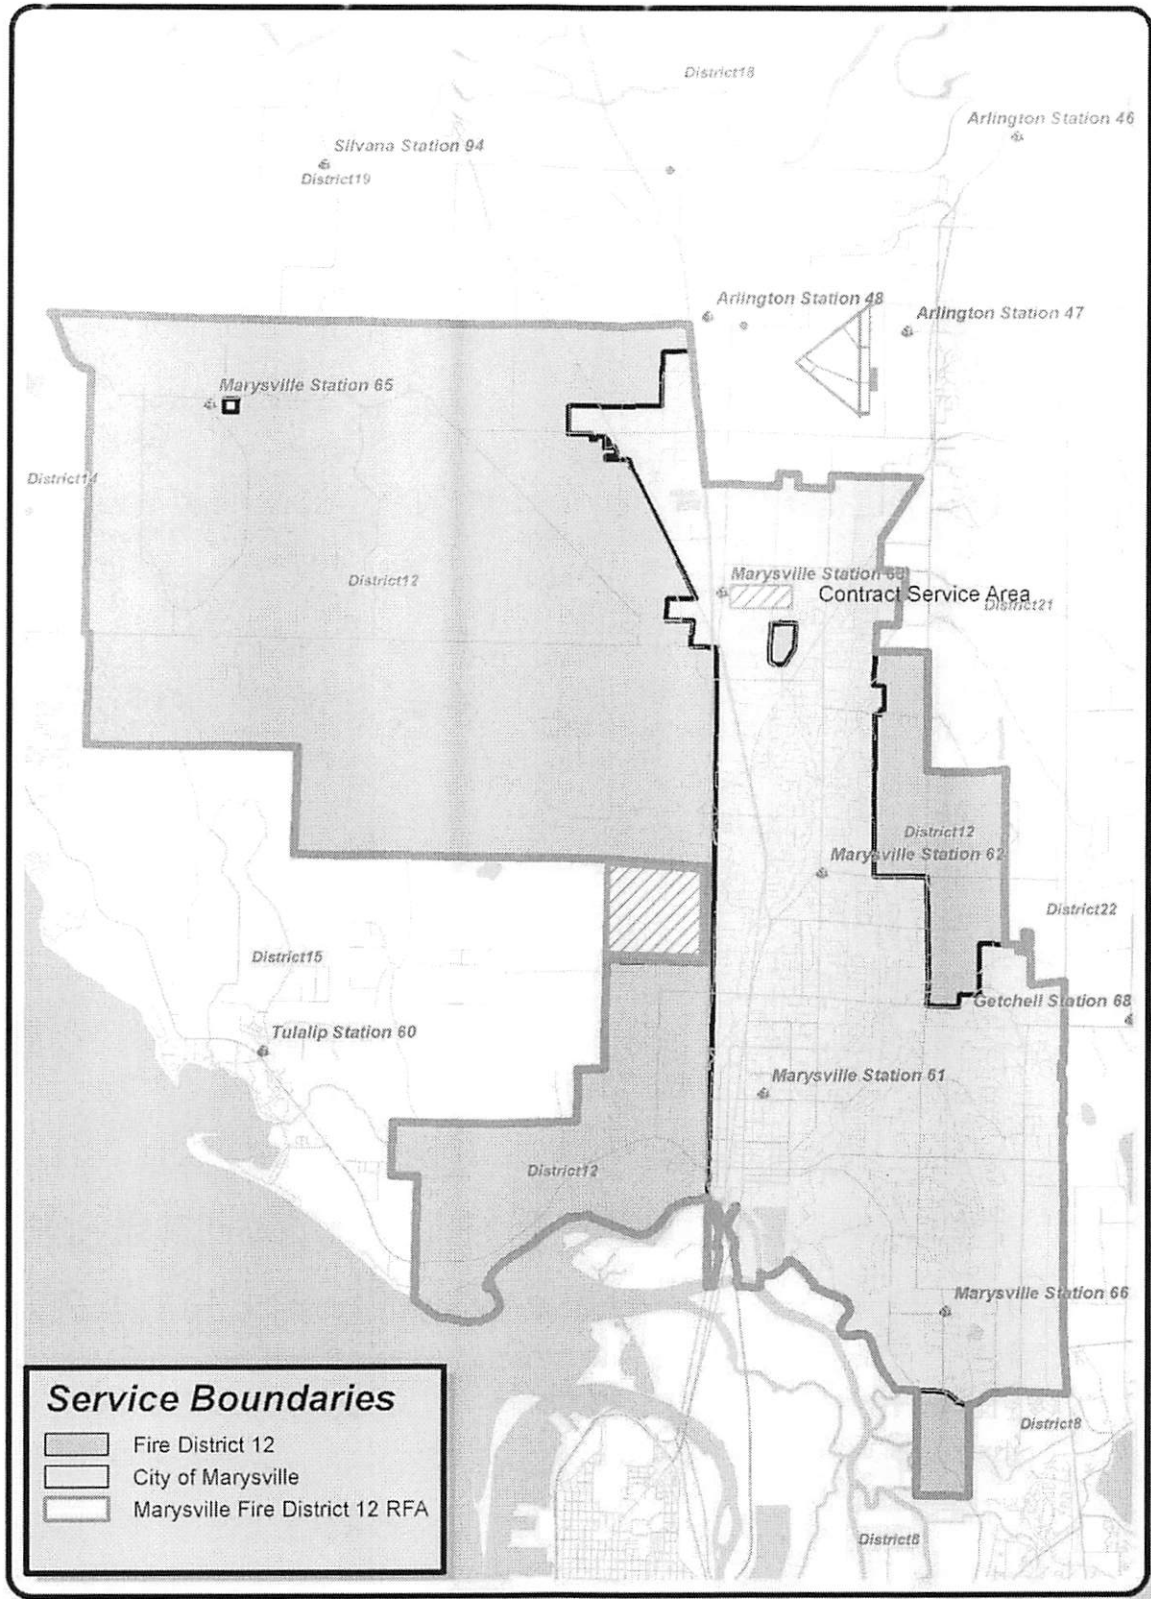 District18
Arlington Station 46
Silvana Station 94
District19
Arlington Station 48
Arlington Station 47
Marysville Station 65
District14
District12
Marysville Station
Contract Service Area
District21
District12
Marysville Station 62
District22
District15
Getchell Station 68
Tulalip Station 60
Marysville Station 61
District12
Marysville Station 66
District8
District8
Service Boundaries
Fire District 12
City of Marysville
Marysville Fire District 12 RFA